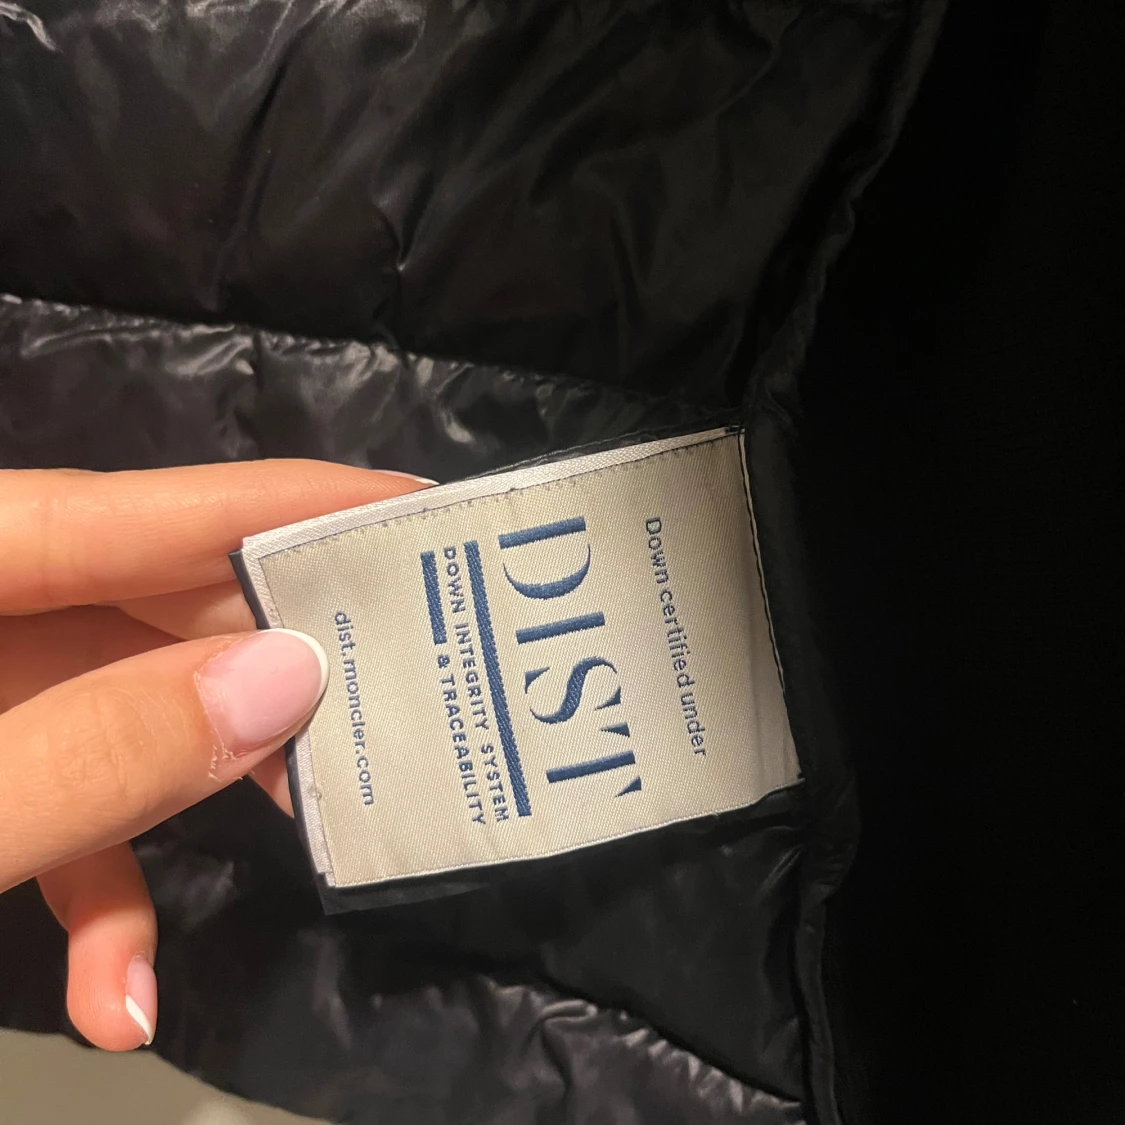 Down certified under
DIST
DOWN INTEGRITY SYSTEM
& TRACEABILITY
dist.moncler.com